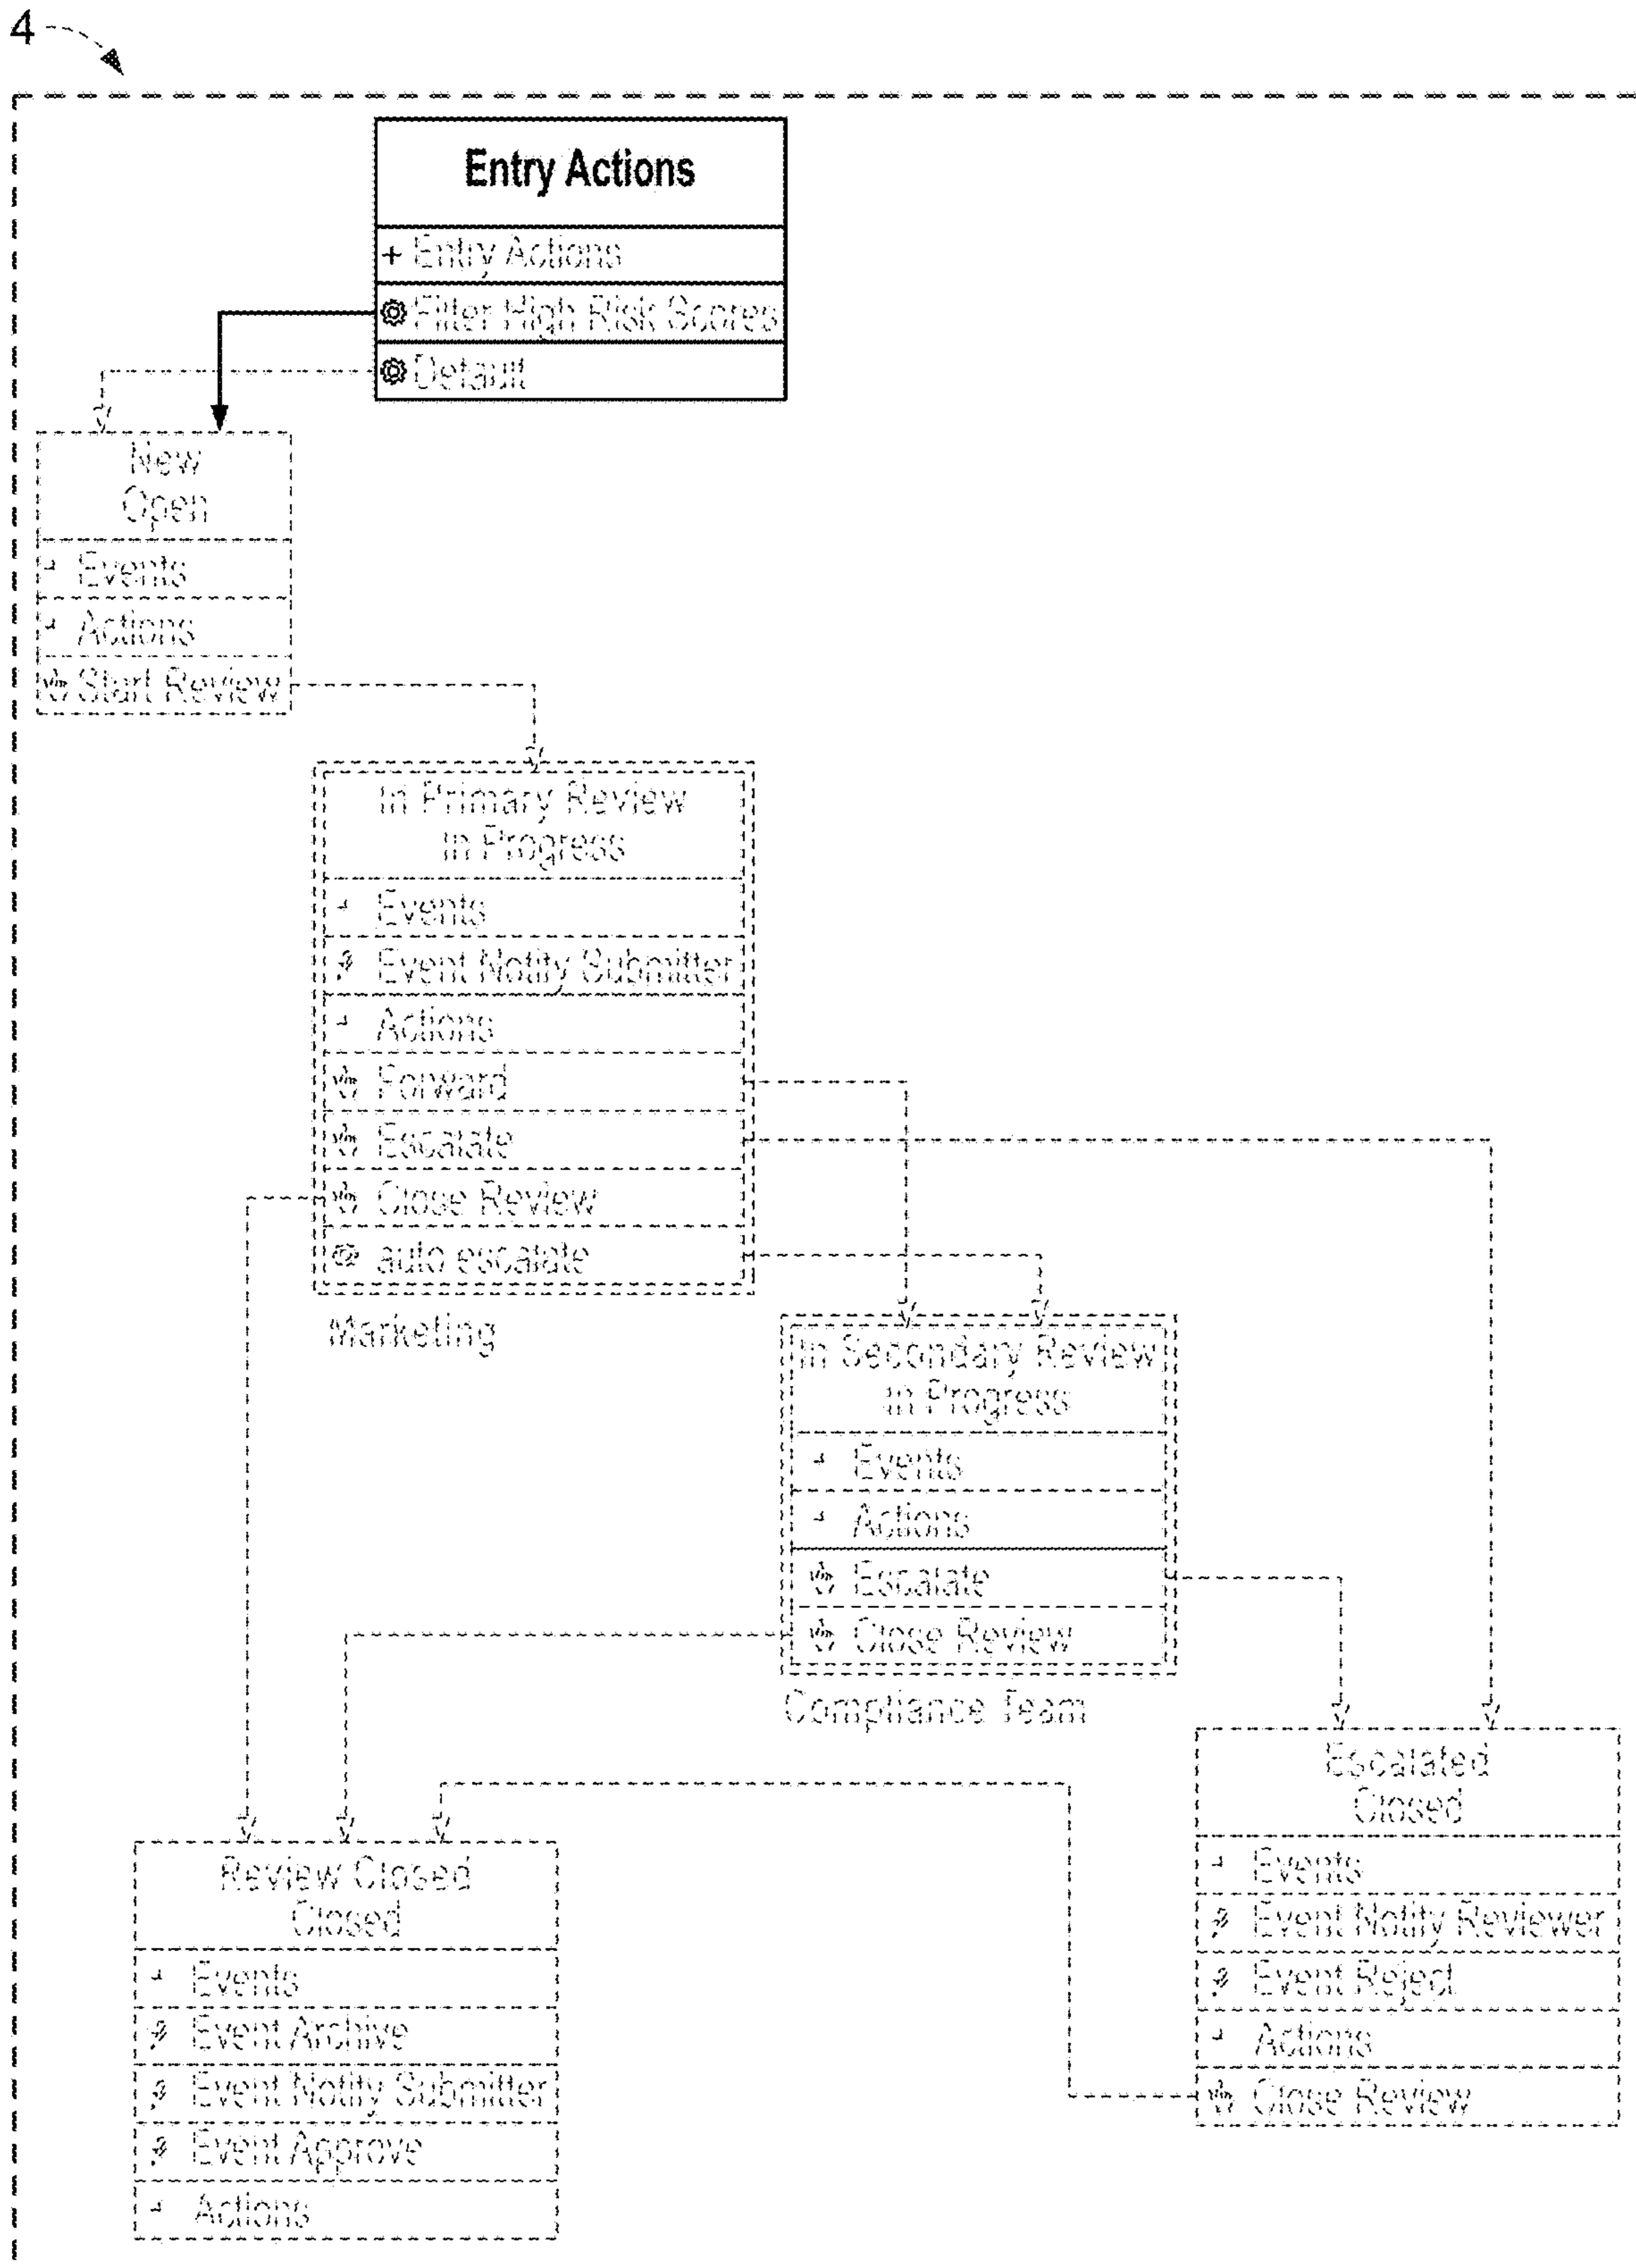 4
Entry Actions
+ Entry Actions
Filter High Risk Scores
Default
New
Open
Events
Actions
Start Review
In Primary Review
In Progress
Events
Event Notify Submitter
Actions
Forward
Escalate
Close Review
auto escalate
Marketing
In Secondary Review
In Progress
Events
Actions
Escalate
Close Review
Compliance Team
Escalated
Closed
Events
Event Notify Reviewer
Event Reject
Actions
Close Review
Review Closed
Closed
Events
Event Archive
Event Notify Submitter
Event Approve
Actions